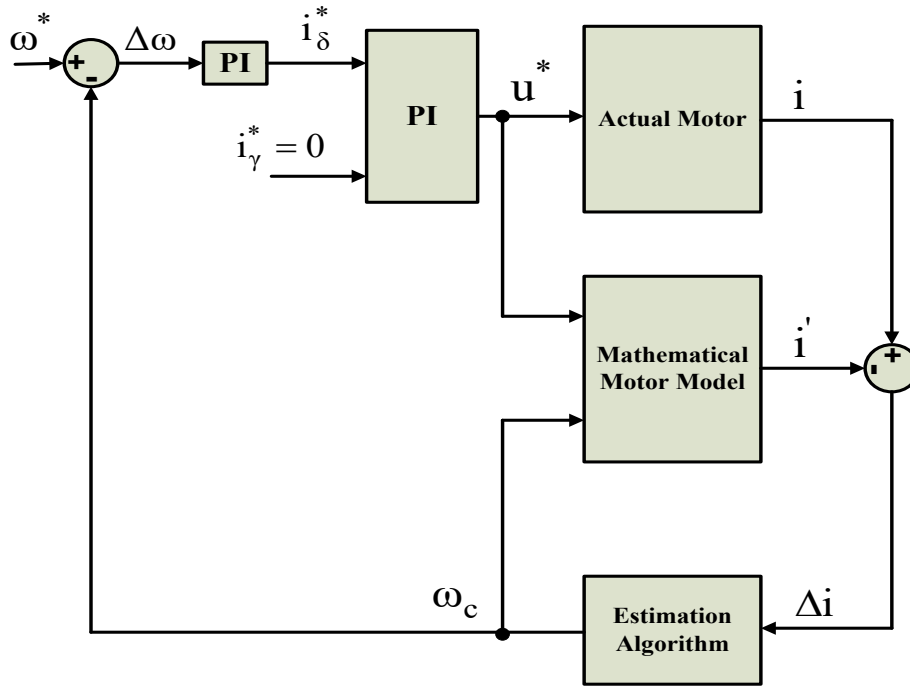 ω*
+
-
Δω
PI
i*δ
i*γ = 0
PI
u*
Actual Motor
i
Mathematical
Motor Model
i'
+
-
ωc
Estimation
Algorithm
Δi